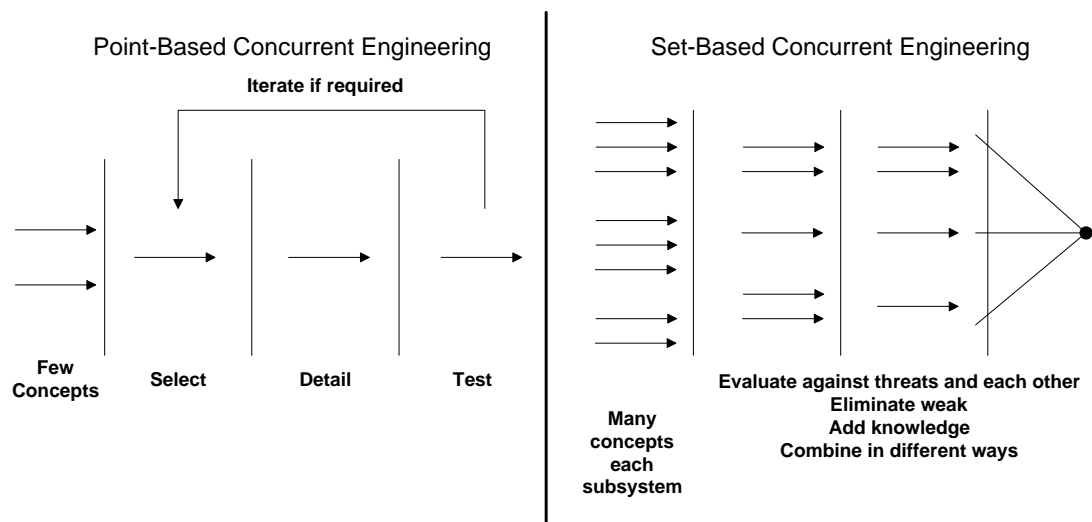 Point-Based Concurrent Engineering
Iterate if required
Few
Concepts
Select
Detail
Test
Set-Based Concurrent Engineering
Many
concepts
each
subsystem
Evaluate against threats and each other
Eliminate weak
Add knowledge
Combine in different ways